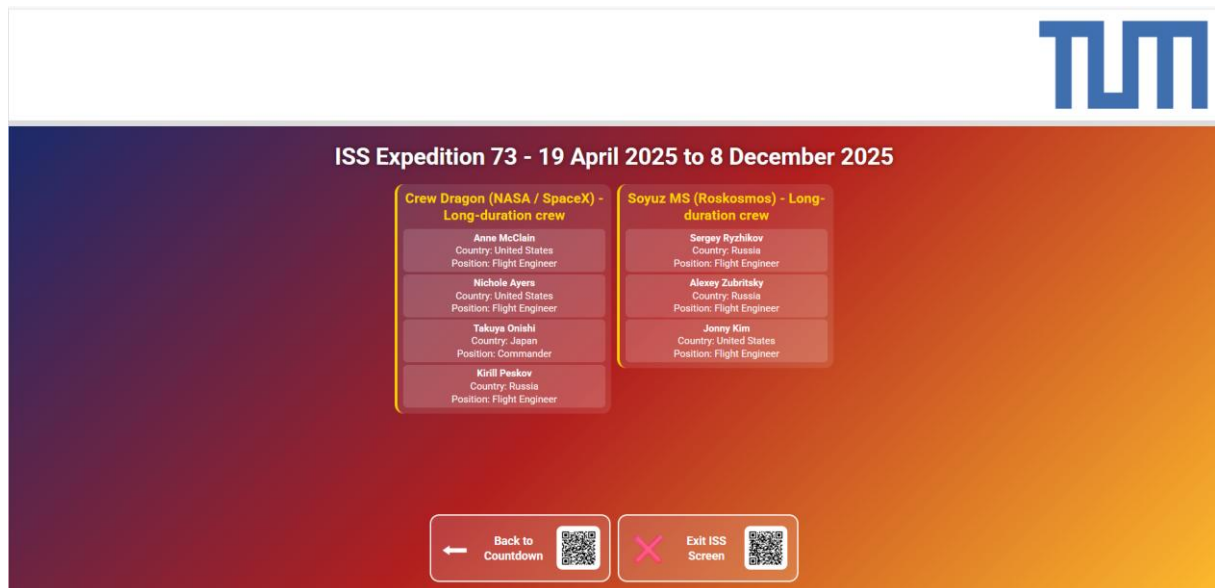 TUM
ISS Expedition 73 - 19 April 2025 to 8 December 2025
Crew Dragon (NASA / SpaceX) -
Long-duration crew
Anne McClain
Country: United States
Position: Flight Engineer
Nichole Ayers
Country: United States
Position: Flight Engineer
Takuya Onishi
Country: Japan
Position: Commander
Kirill Peskov
Country: Russia
Position: Flight Engineer
Soyuz MS (Roskosmos) - Long-
duration crew
Sergey Ryzhikov
Country: Russia
Position: Flight Engineer
Alexey Zubritsky
Country: Russia
Position: Flight Engineer
Jonny Kim
Country: United States
Position: Flight Engineer
Back to
Countdown
Exit ISS
Screen